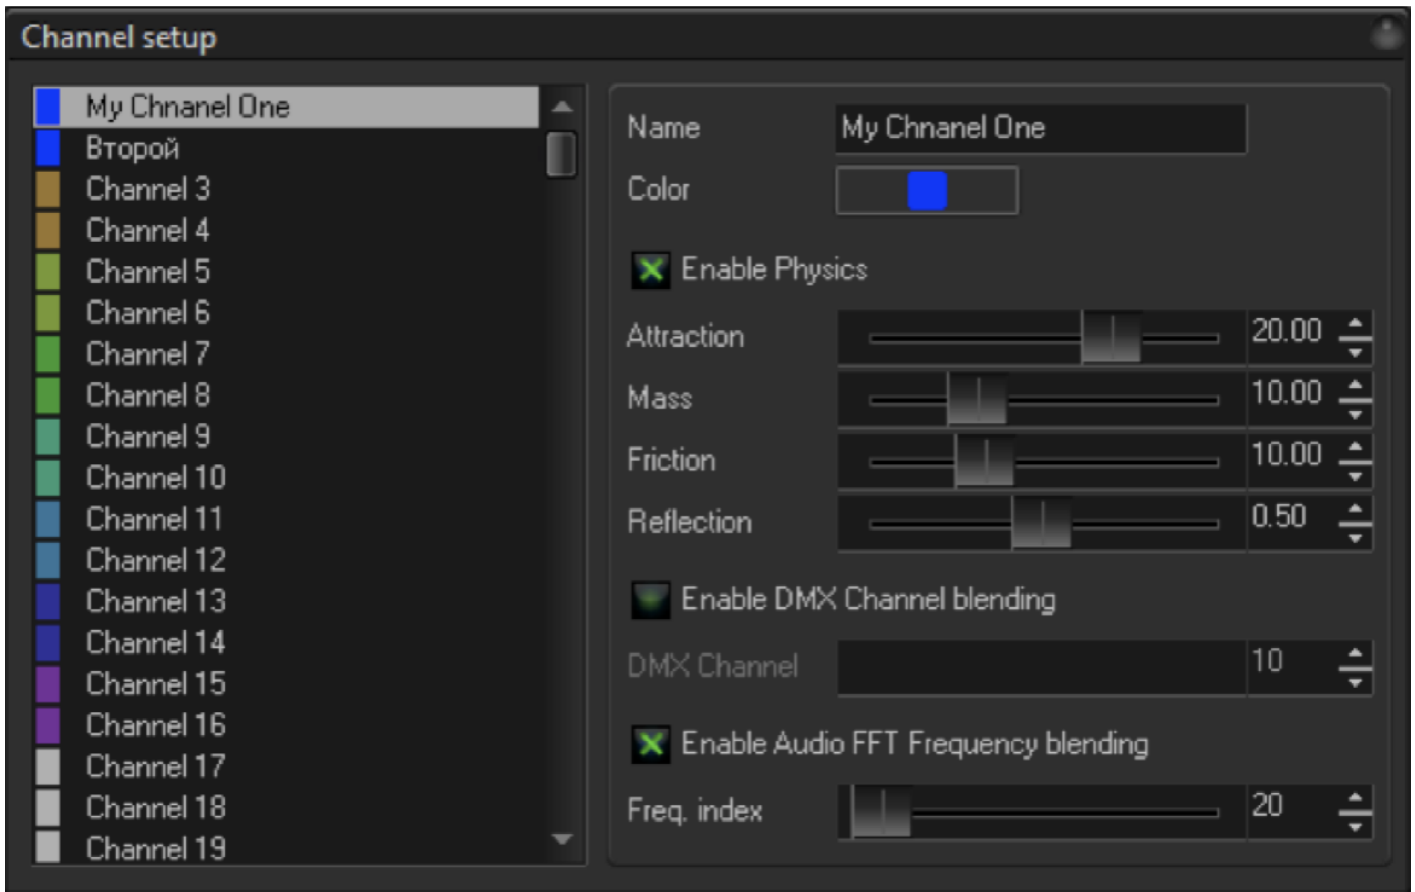 Channel setup
My Chnanel One
Второй
Channel 3
Channel 4
Channel 5
Channel 6
Channel 7
Channel 8
Channel 9
Channel 10
Channel 11
Channel 12
Channel 13
Channel 14
Channel 15
Channel 16
Channel 17
Channel 18
Channel 19
Name My Chnanel One
Color
Enable Physics
Attraction 20.00
Mass 10.00
Friction 10.00
Reflection 0.50
Enable DMX Channel blending
DMX Channel 10
Enable Audio FFT Frequency blending
Freq. index 20